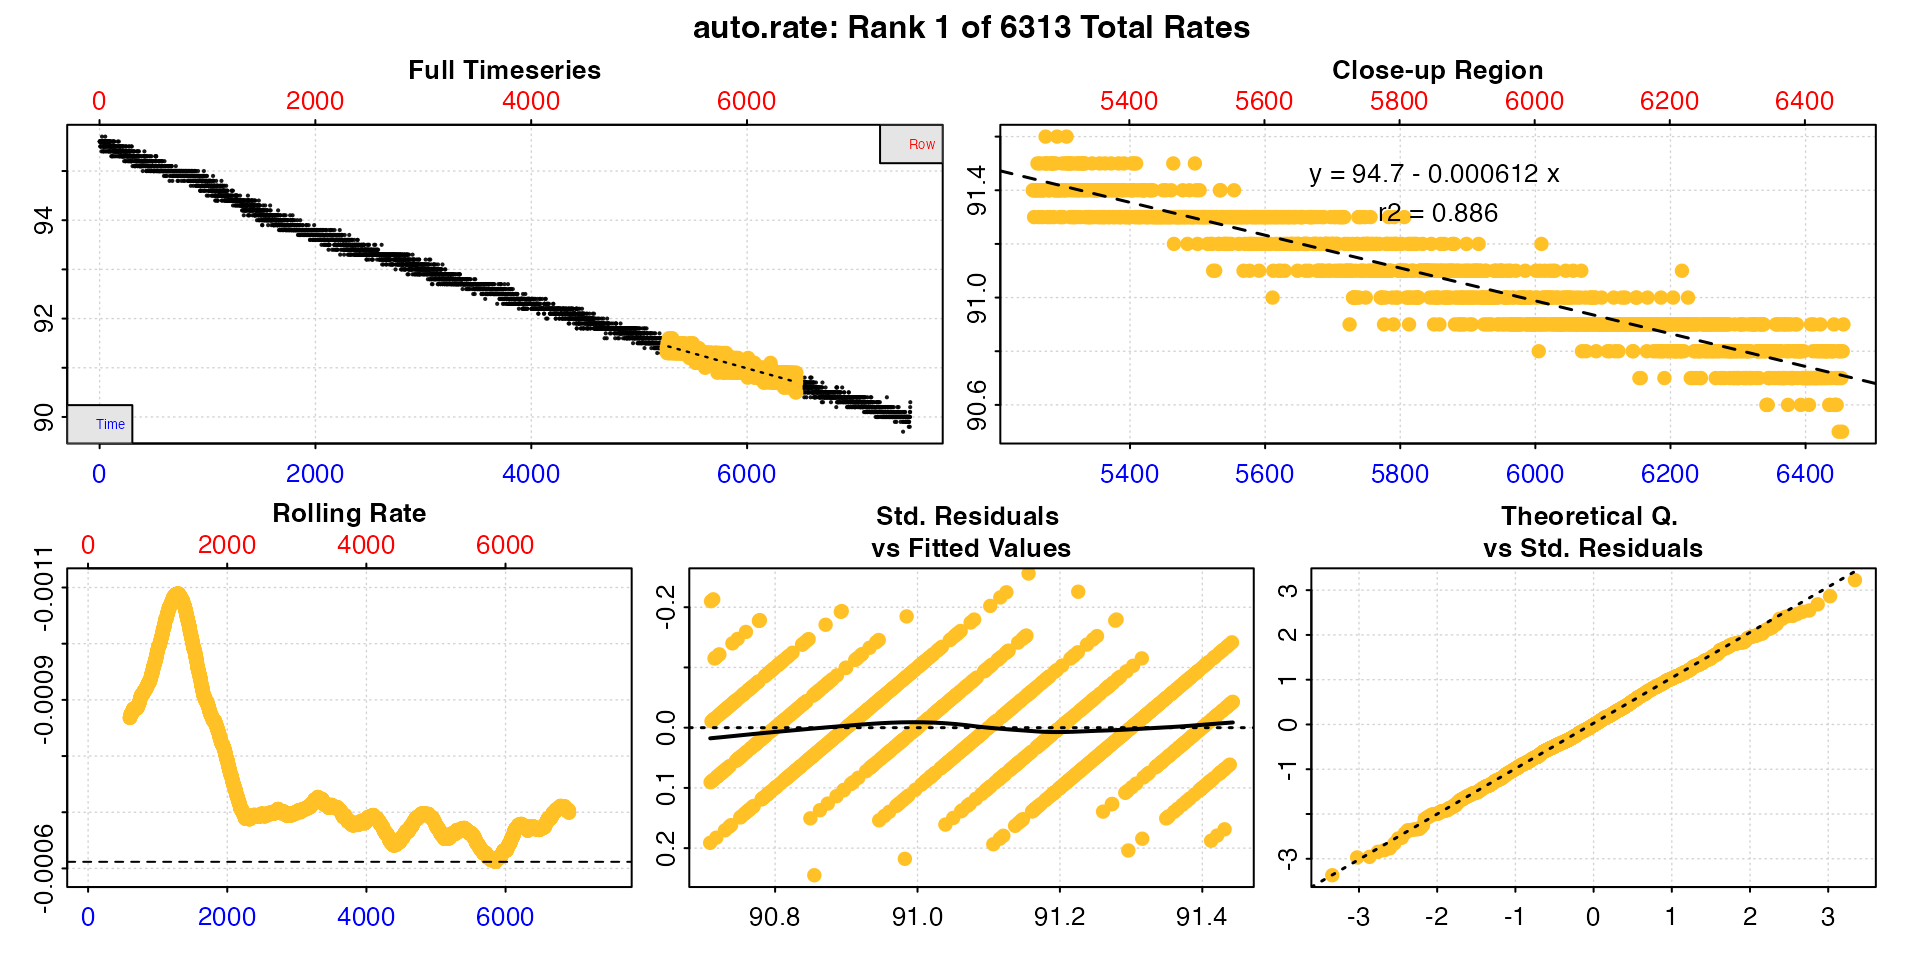 auto.rate: Rank 1 of 6313 Total Rates
Full Timeseries
0 2000 4000 6000
Row
94
92
90
Time
0 2000 4000 6000
Close-up Region
5400 5600 5800 6000 6200 6400
y = 94.7 - 0.000612 x
r2 = 0.886
91.4
91.0
90.6
5400 5600 5800 6000 6200 6400
Rolling Rate
0 2000 4000 6000
-0.0011
-0.0009
-0.0006
0 2000 4000 6000
Std. Residuals
vs Fitted Values
-0.2
0.0
0.1
0.2
90.8 91.0 91.2 91.4
Theoretical Q.
vs Std. Residuals
3
2
1
0
-1
-3
-3 -2 -1 0 1 2 3